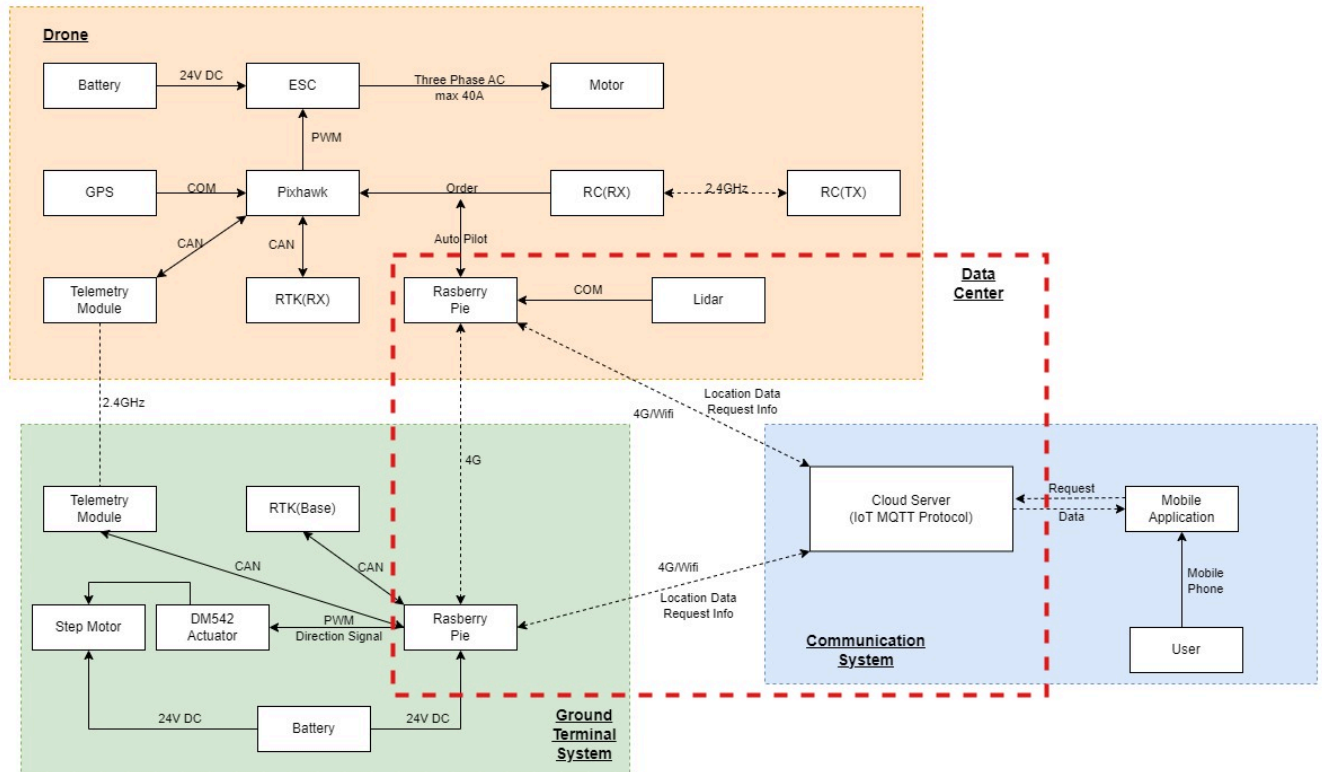 Drone
Battery
24V DC
ESC
Three Phase AC
max 40A
Motor
PWM
GPS
COM
Pixhawk
Order
RC(RX)
2.4GHz
RC(TX)
CAN
CAN
Auto Pilot
Telemetry
Module
RTK(RX)
Rasberry
Pie
COM
Lidar
Data
Center
2.4GHz
4G
4G/Wifi
Location Data
Request Info
Telemetry
Module
RTK(Base)
CAN
CAN
Step Motor
DM542
Actuator
PWM
Direction Signal
Rasberry
Pie
24V DC
Battery
24V DC
Ground
Terminal
System
4G/Wifi
Location Data
Request Info
Cloud Server
(IoT MQTT Protocol)
Request
Data
Mobile
Application
Mobile
Phone
User
Communication
System